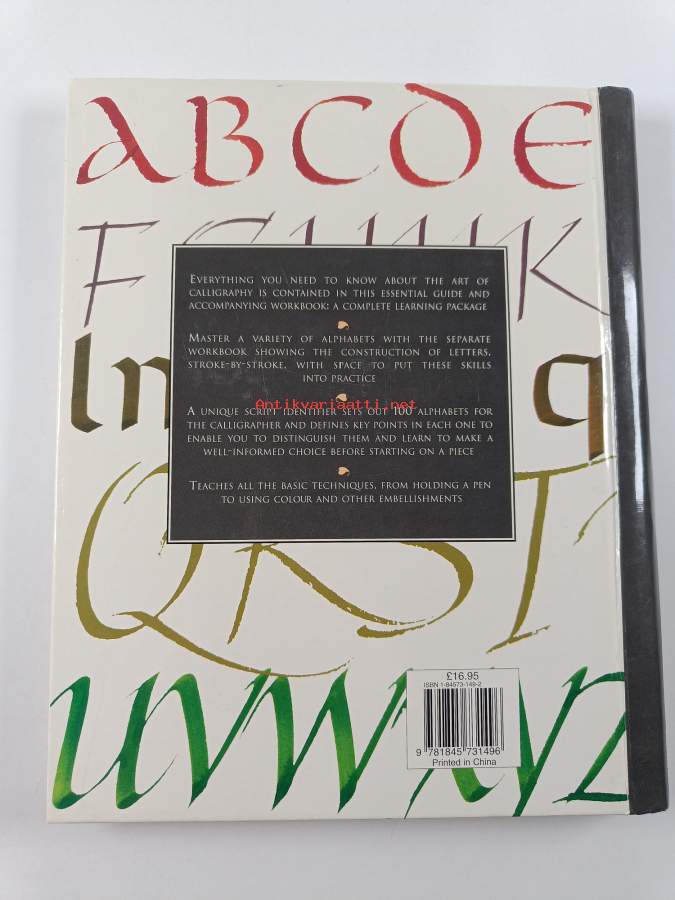 ABCDE
F
K
q
EVERYTHING YOU NEED TO KNOW ABOUT THE ART OF
CALLIGRAPHY IS CONTAINED IN THIS ESSENTIAL GUIDE AND
ACCOMPANYING WORKBOOK: A COMPLETE LEARNING PACKAGE
MASTER A VARIETY OF ALPHABETS WITH THE SEPARATE
WORKBOOK SHOWING THE CONSTRUCTION OF LETTERS,
STROKE-BY-STROKE, WITH SPACE TO PUT THESE SKILLS
INTO PRACTICE
Antikvariaatti.net
A UNIQUE SCRIPT IDENTIFIER SETS OUT 100 ALPHABETS FOR
THE CALLIGRAPHER AND DEFINES KEY POINTS IN EACH ONE TO
ENABLE YOU TO DISTINGUISH THEM AND LEARN TO MAKE A
WELL-INFORMED CHOICE BEFORE STARTING ON A PIECE
TEACHES ALL THE BASIC TECHNIQUES, FROM HOLDING A PEN
TO USING COLOUR AND OTHER EMBELLISHMENTS
QRST
uvwxyz
£16.95
ISBN 1-84573-149-2
9 781845 731496
Printed in China